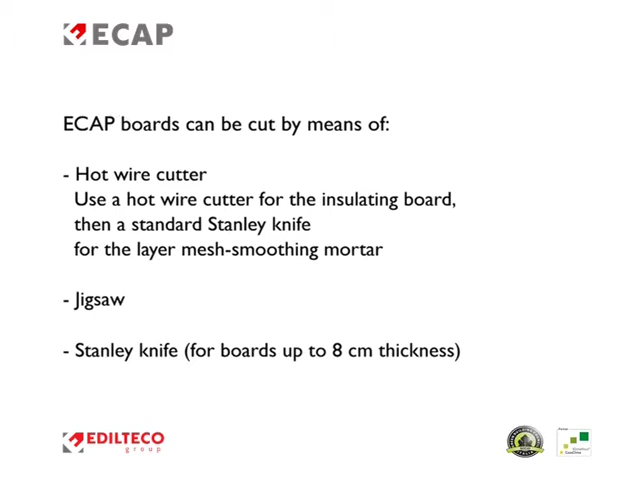 ECAP
ECAP boards can be cut by means of:
- Hot wire cutter
Use a hot wire cutter for the insulating board,
then a standard Stanley knife
for the layer mesh-smoothing mortar
- Jigsaw
- Stanley knife (for boards up to 8 cm thickness)
EDILTECO
group